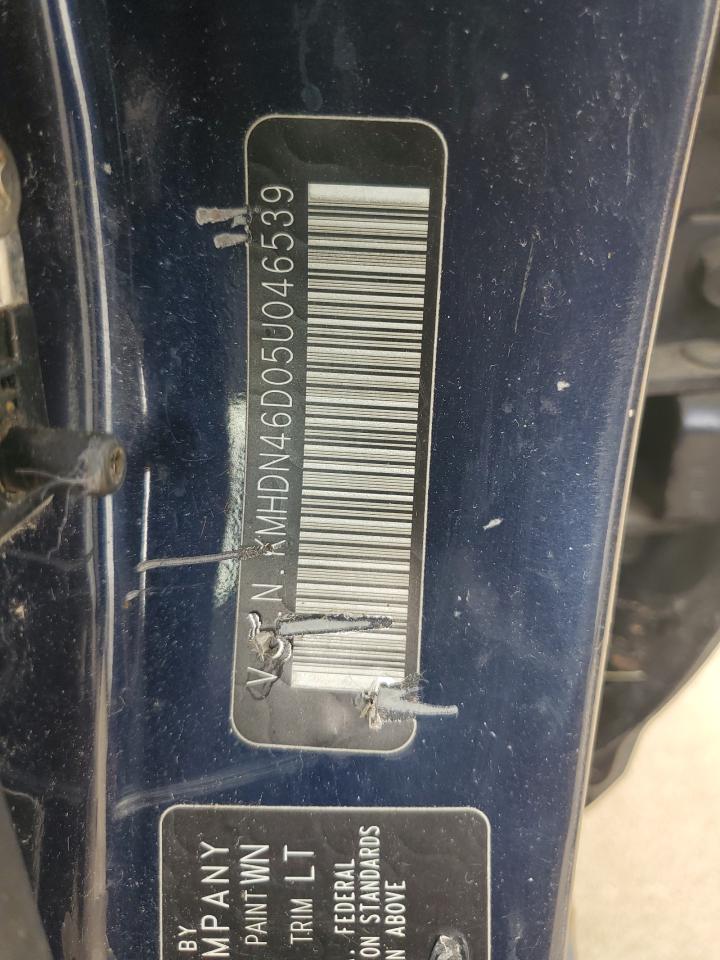 V N. KMHDN46D05U046539
BY
MPANY
PAINT WN
TRIM LT
FEDERAL
ON STANDARDS
N ABOVE